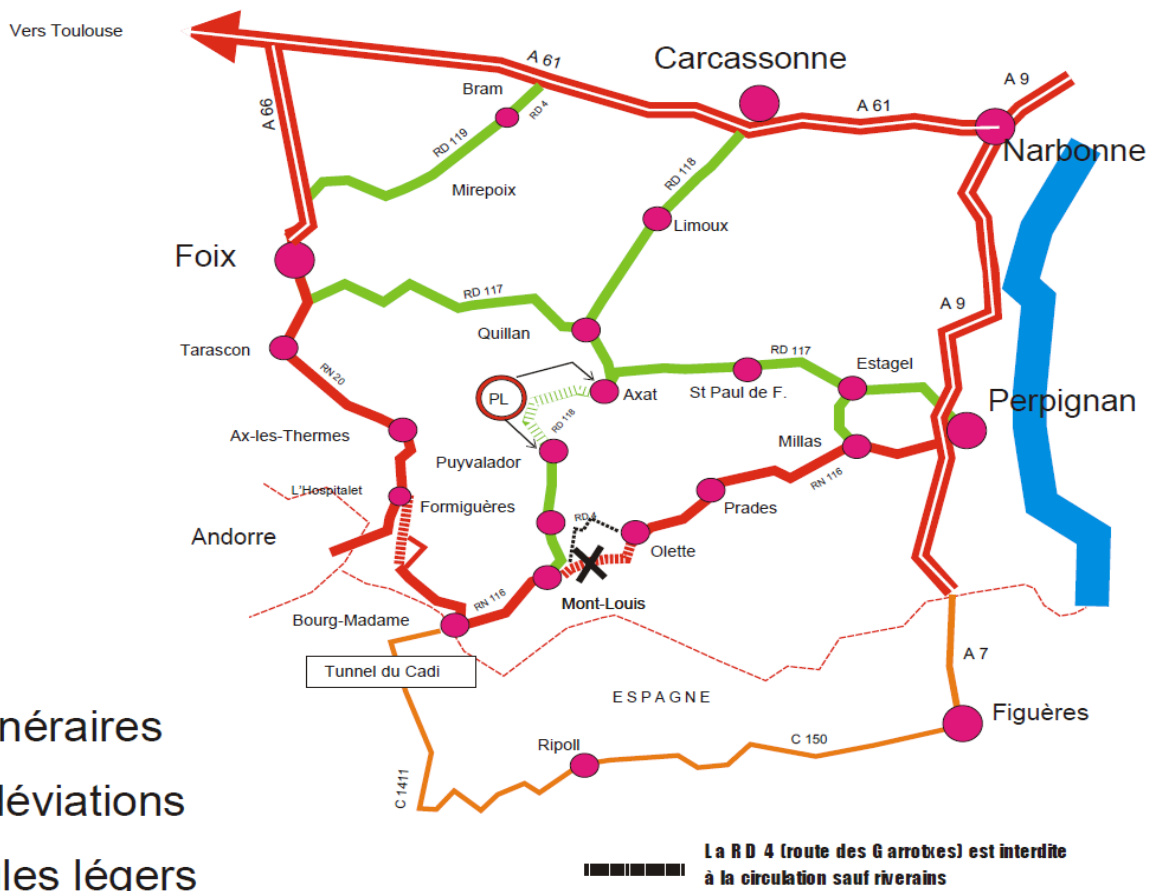 Vers Toulouse
A 61
Carcassonne
A 9
A 66
Bram
RD 4
A 61
RD 119
Narbonne
Mirepoix
RD 118
Limoux
Foix
RD 117
A 9
Quillan
Tarascon
RD 117
Estagel
RN 20
PL
Axat
St Paul de F.
Perpignan
RD 118
Ax-les-Thermes
Millas
Puyvalador
RN 116
L'Hospitalet
Formiguères
Prades
RD 4
Andorre
Olette
Mont-Louis
RN 116
Bourg-Madame
A 7
Tunnel du Cadi
ESPAGNE
Figuères
néraires
C 150
Ripoll
C 1411
déviations
La RD 4 (route des Garrotxes) est interdite
les légers
à la circulation sauf riverains